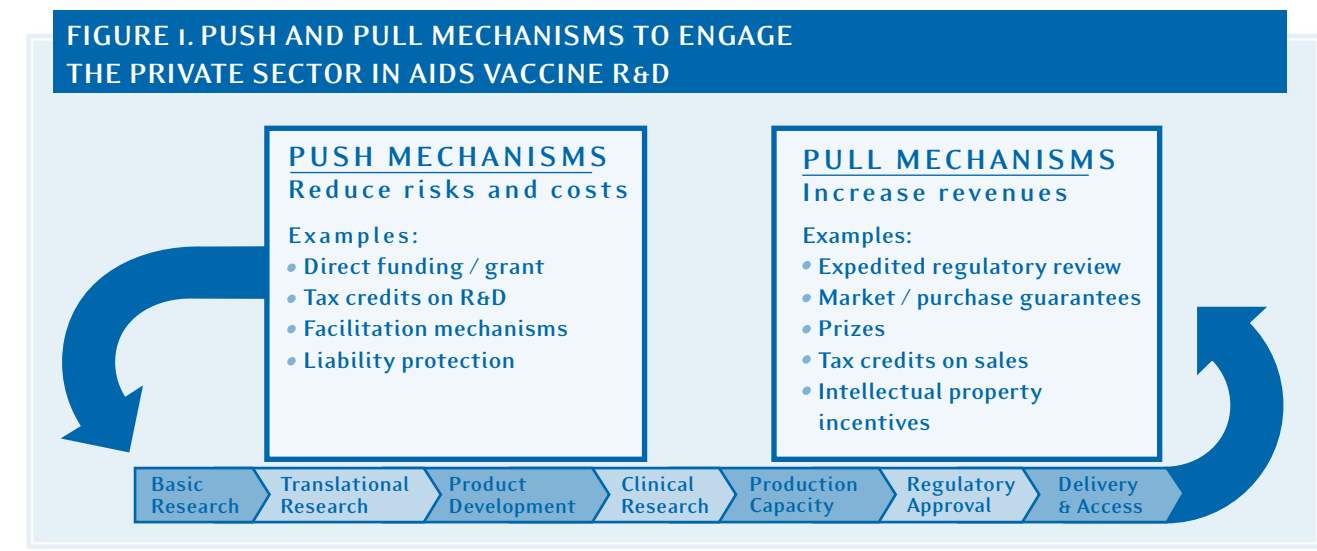 FIGURE 1. PUSH AND PULL MECHANISMS TO ENGAGE
THE PRIVATE SECTOR IN AIDS VACCINE R&D
PUSH MECHANISMS
Reduce risks and costs
Examples:
• Direct funding / grant
• Tax credits on R&D
• Facilitation mechanisms
• Liability protection
PULL MECHANISMS
Increase revenues
Examples:
• Expedited regulatory review
• Market / purchase guarantees
• Prizes
• Tax credits on sales
• Intellectual property
incentives
Basic
Research
Translational
Research
Product
Development
Clinical
Research
Production
Capacity
Regulatory
Approval
Delivery
& Access